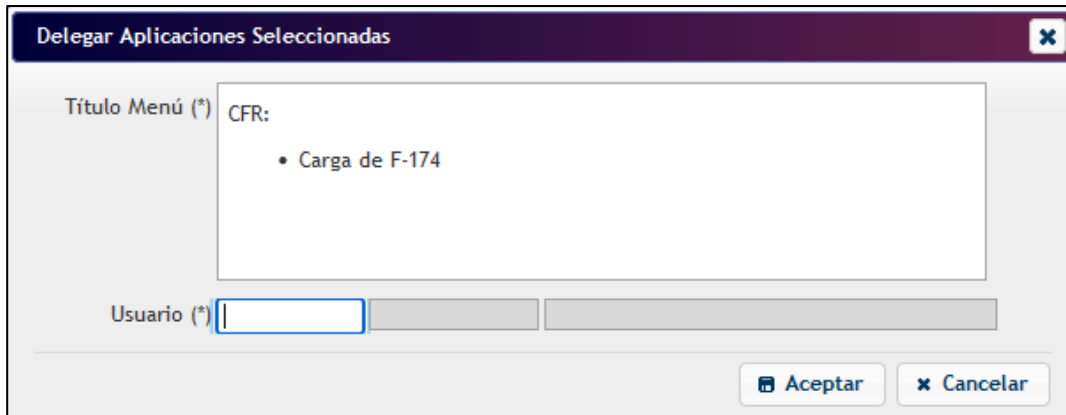 Delegar Aplicaciones Seleccionadas
Título Menú (*)
CFR:
• Carga de F-174
Usuario (*)
Aceptar
Cancelar